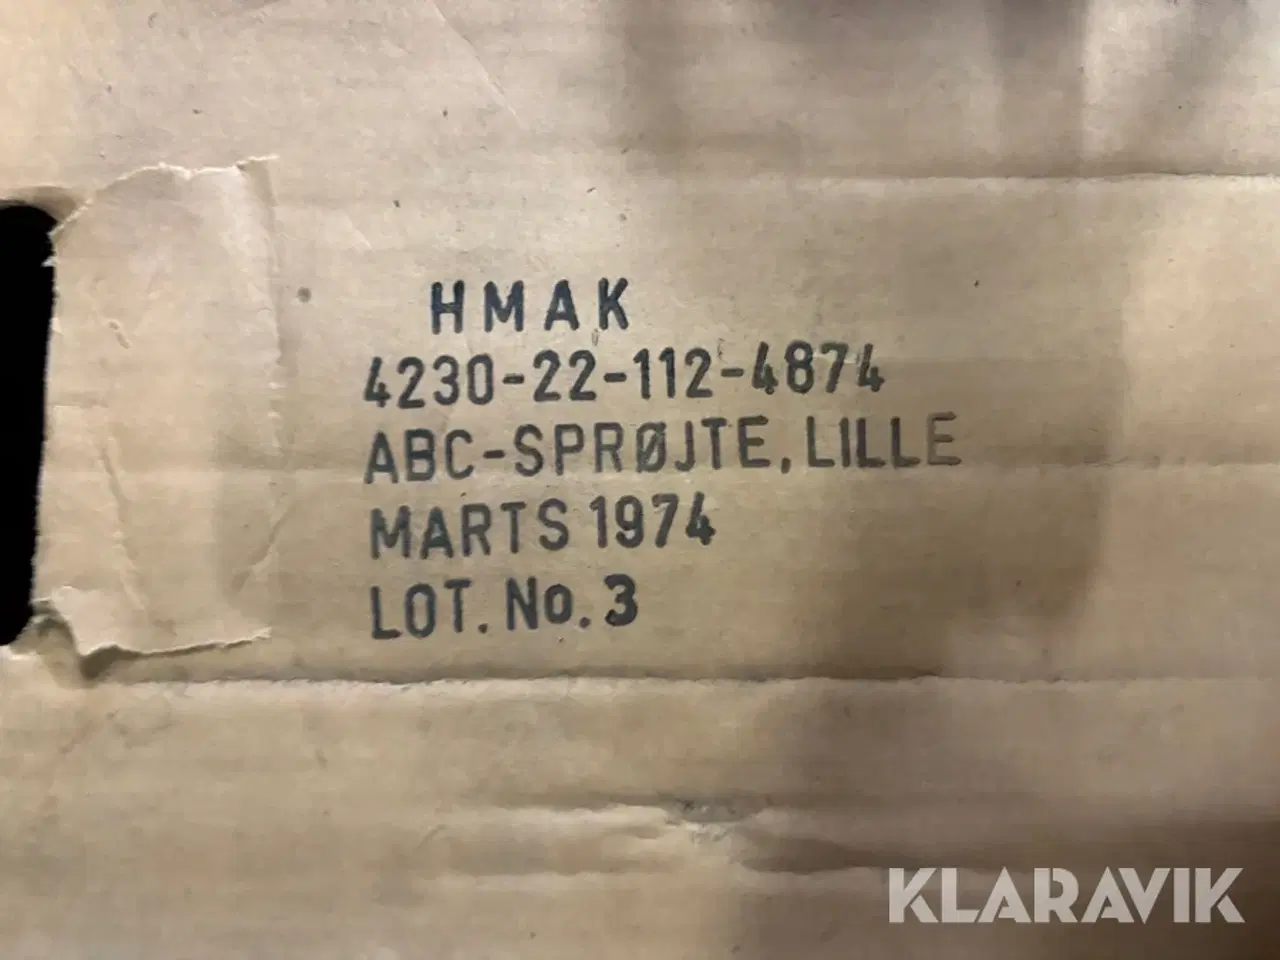 HMAK
4230-22-112-4874
ABC-SPRØJTE, LILLE
MARTS 1974
LOT. No. 3
KLARAVIK